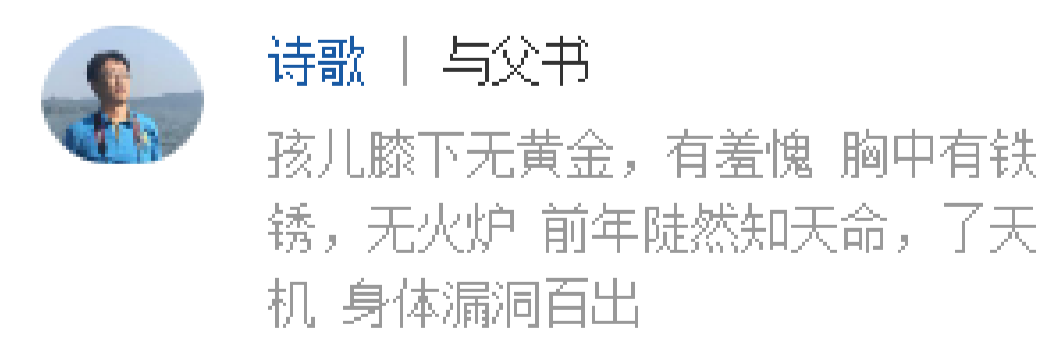 诗歌 | 与父书
孩儿膝下无黄金，有羞愧 胸中有铁
锈，无火炉 前年陡然知天命，了天
机 身体漏洞百出